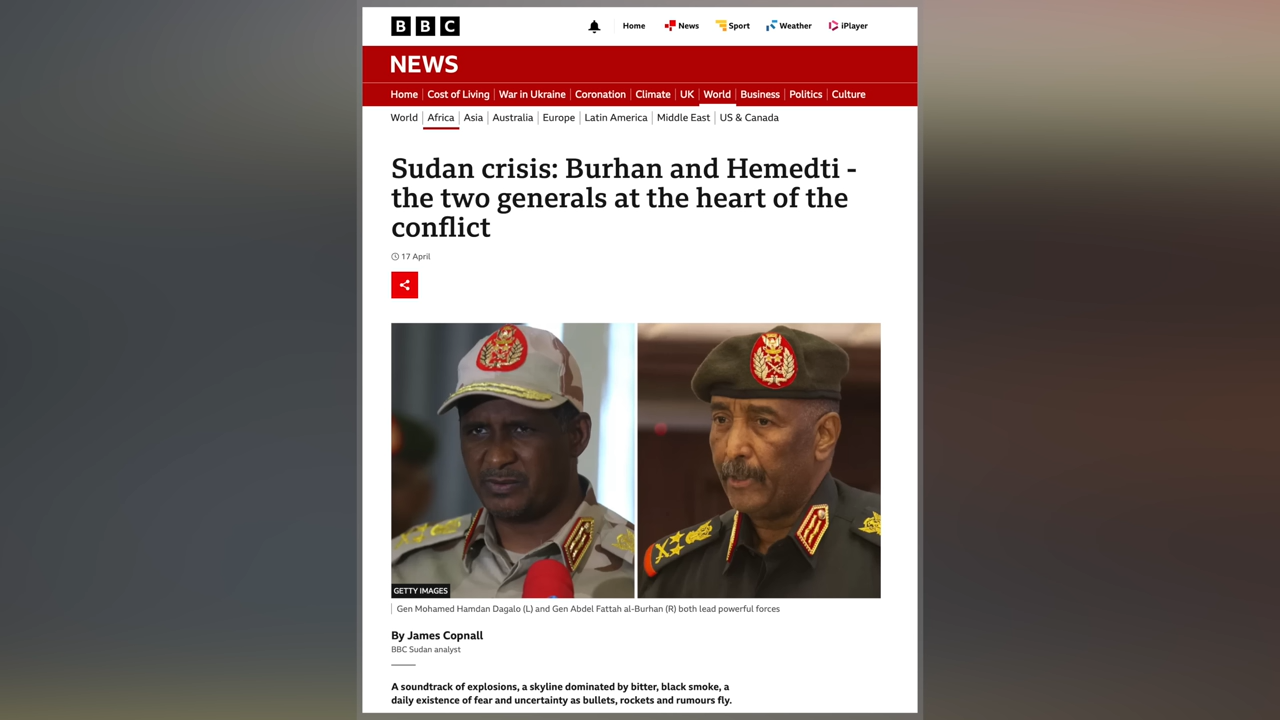 BBC
Home News Sport Weather iPlayer
NEWS
Home Cost of Living War in Ukraine Coronation Climate UK World Business Politics Culture
World Africa Asia Australia Europe Latin America Middle East US & Canada
Sudan crisis: Burhan and Hemedti -
the two generals at the heart of the
conflict
17 April
GETTY IMAGES
Gen Mohamed Hamdan Dagalo (L) and Gen Abdel Fattah al-Burhan (R) both lead powerful forces
By James Copnall
BBC Sudan analyst
A soundtrack of explosions, a skyline dominated by bitter, black smoke, a
daily existence of fear and uncertainty as bullets, rockets and rumours fly.